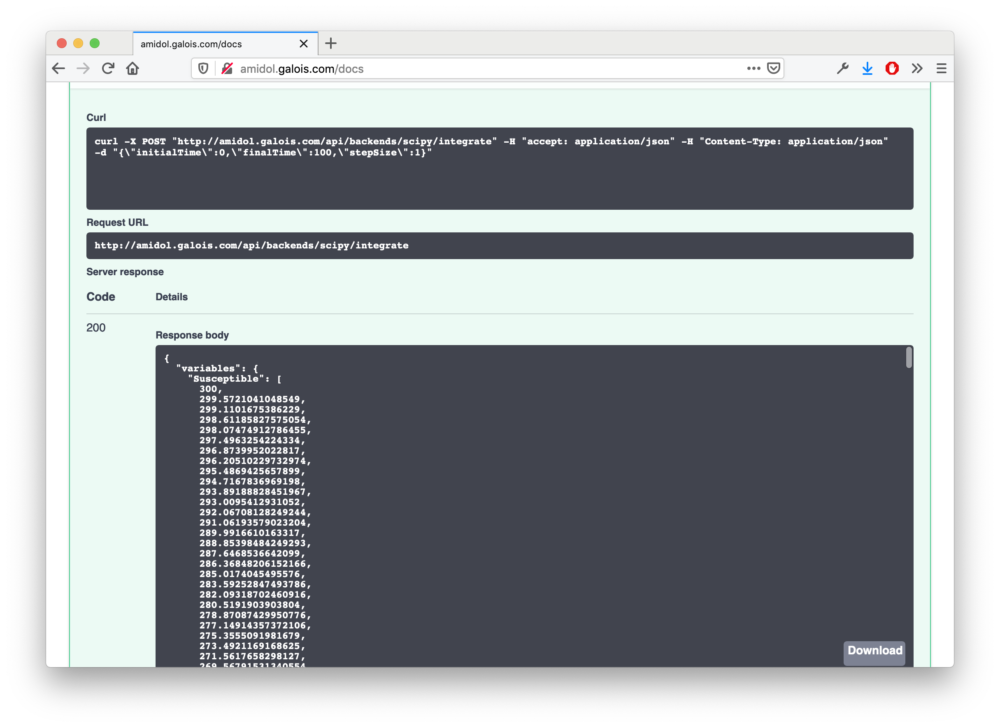 amidol.galois.com/docs
amidol.galois.com/docs
Curl
curl -X POST "http://amidol.galois.com/api/backends/scipy/integrate" -H "accept: application/json" -H "Content-Type: application/json"
-d "{\"initialTime\":0,\"finalTime\":100,\"stepSize\":1}"
Request URL
http://amidol.galois.com/api/backends/scipy/integrate
Server response
Code Details
200
Response body
{
"variables": {
"Susceptible": [
300,
299.5721041048549,
299.1101675386229,
298.61185827575054,
298.07474912786455,
297.4963254224334,
296.8739952022817,
296.20510229732974,
295.4869425657899,
294.7167836969198,
293.89188828451967,
293.0095412931052,
292.06708128249244,
291.06193579023204,
289.9916610163317,
288.85398484249293,
287.6468536642099,
286.36848206152166,
285.0174045495576,
283.59252847493786,
282.09318702460916,
280.5191903903804,
278.87087429950776,
277.14914357372106,
275.3555091981679,
273.4921169168625,
271.5617658298127,
269.56791531340554
Download